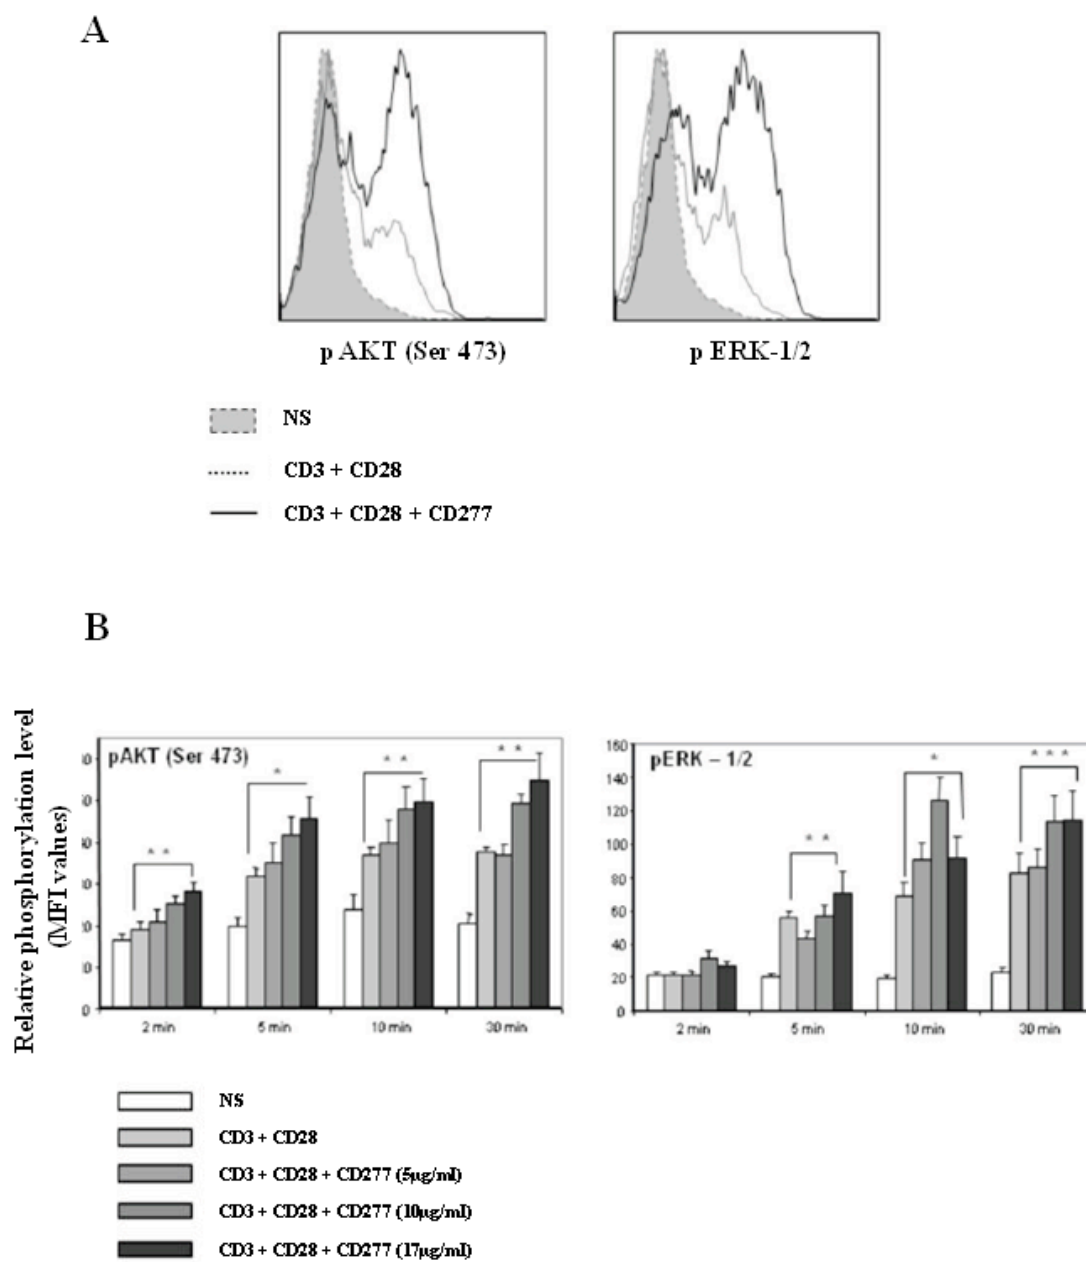 A
p AKT (Ser 473)
p ERK-1/2
NS
CD3 + CD28
CD3 + CD28 + CD277
B
Relative phosphorylation level
(MFI values)
pAKT (Ser 473)
* *
*
* *
* *
0
2 min
5 min
10 min
30 min
pERK – 1/2
160
140
120
100
80
60
40
20
0
* *
*
* * *
2 min
5 min
10 min
30 min
NS
CD3 + CD28
CD3 + CD28 + CD277 (5µg/ml)
CD3 + CD28 + CD277 (10µg/ml)
CD3 + CD28 + CD277 (17µg/ml)